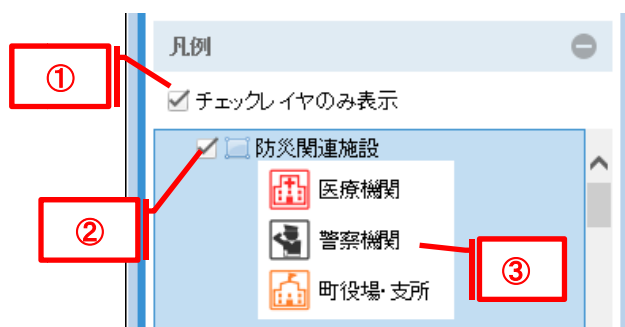 凡例
①
チェックレイヤのみ表示
防災関連施設
医療機関
②
警察機関
③
町役場・支所